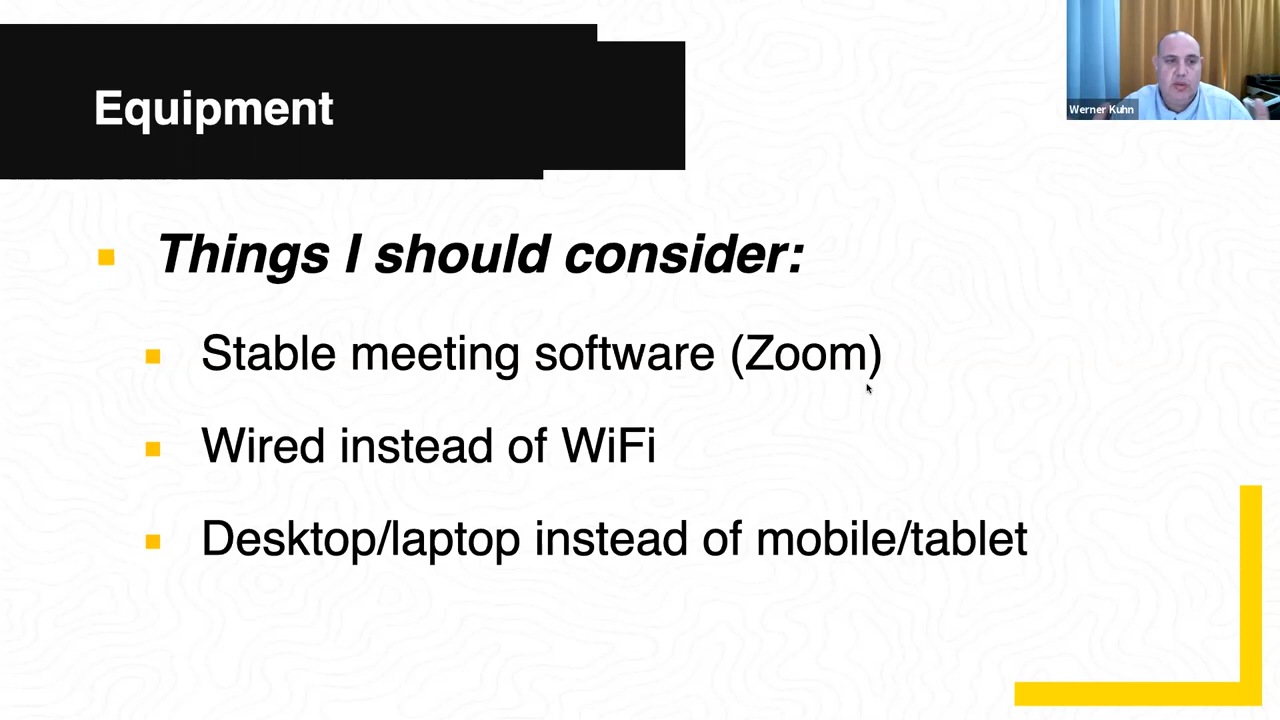 Equipment
Werner Kuhn
Things I should consider:
Stable meeting software (Zoom)
Wired instead of WiFi
Desktop/laptop instead of mobile/tablet